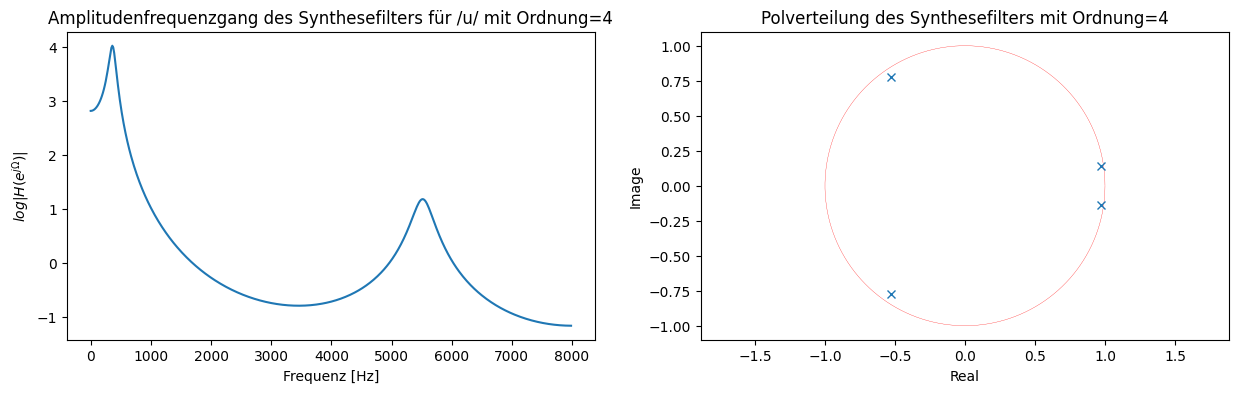 Amplitudenfrequenzgang des Synthesefilters für /u/ mit Ordnung=4
4
3
2
1
0
−1
log|H(e^{jΩ})|
0 1000 2000 3000 4000 5000 6000 7000 8000
Frequenz [Hz]
Polverteilung des Synthesefilters mit Ordnung=4
1.00
0.75
0.50
0.25
0.00
−0.25
−0.50
−0.75
−1.00
Image
−1.5 −1.0 −0.5 0.0 0.5 1.0 1.5
Real